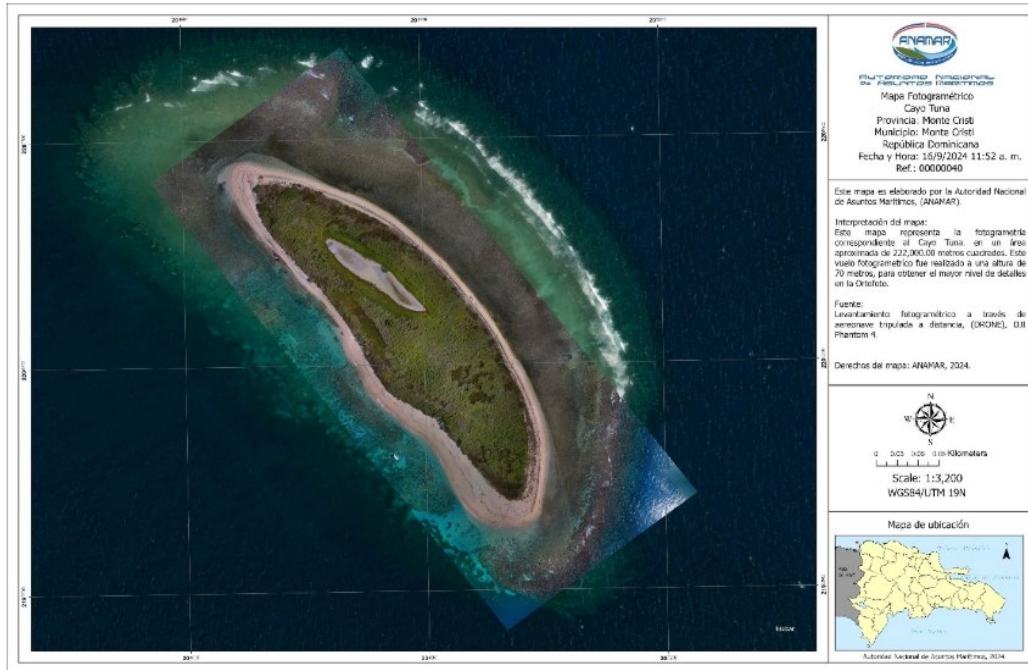 ANAMAR
AUTORIDAD NACIONAL
DE ASUNTOS MARÍTIMOS
Mapa Fotogramétrico
Cayo Tuna
Provincia: Monte Cristi
Municipio: Monte Cristi
República Dominicana
Fecha y Hora: 16/9/2024 11:52 a. m.
Ref.: 00000040
Este mapa es elaborado por la Autoridad Nacional
de Asuntos Marítimos, (ANAMAR).
Interpretación del mapa:
Este mapa representa la fotogrametría
correspondiente al Cayo Tuna, en un área
aproximada de 222,000.00 metros cuadrados. Este
vuelo fotogrametrico fue realizado a una altura de
70 metros, para obtener el mayor nivel de detalles
en la Ortofoto.
Fuente:
Levantamiento fotogramétrico a través de
aereonave tripulada a distancia, (DRONE),
Phantom 4.
Derechos del mapa: ANAMAR, 2024.
N
W E
S
Kilometers
Scale: 1:3,200
WGS84/UTM 19N
Mapa de ubicación
Autoridad Nacional de Asuntos Marítimos, 2024.